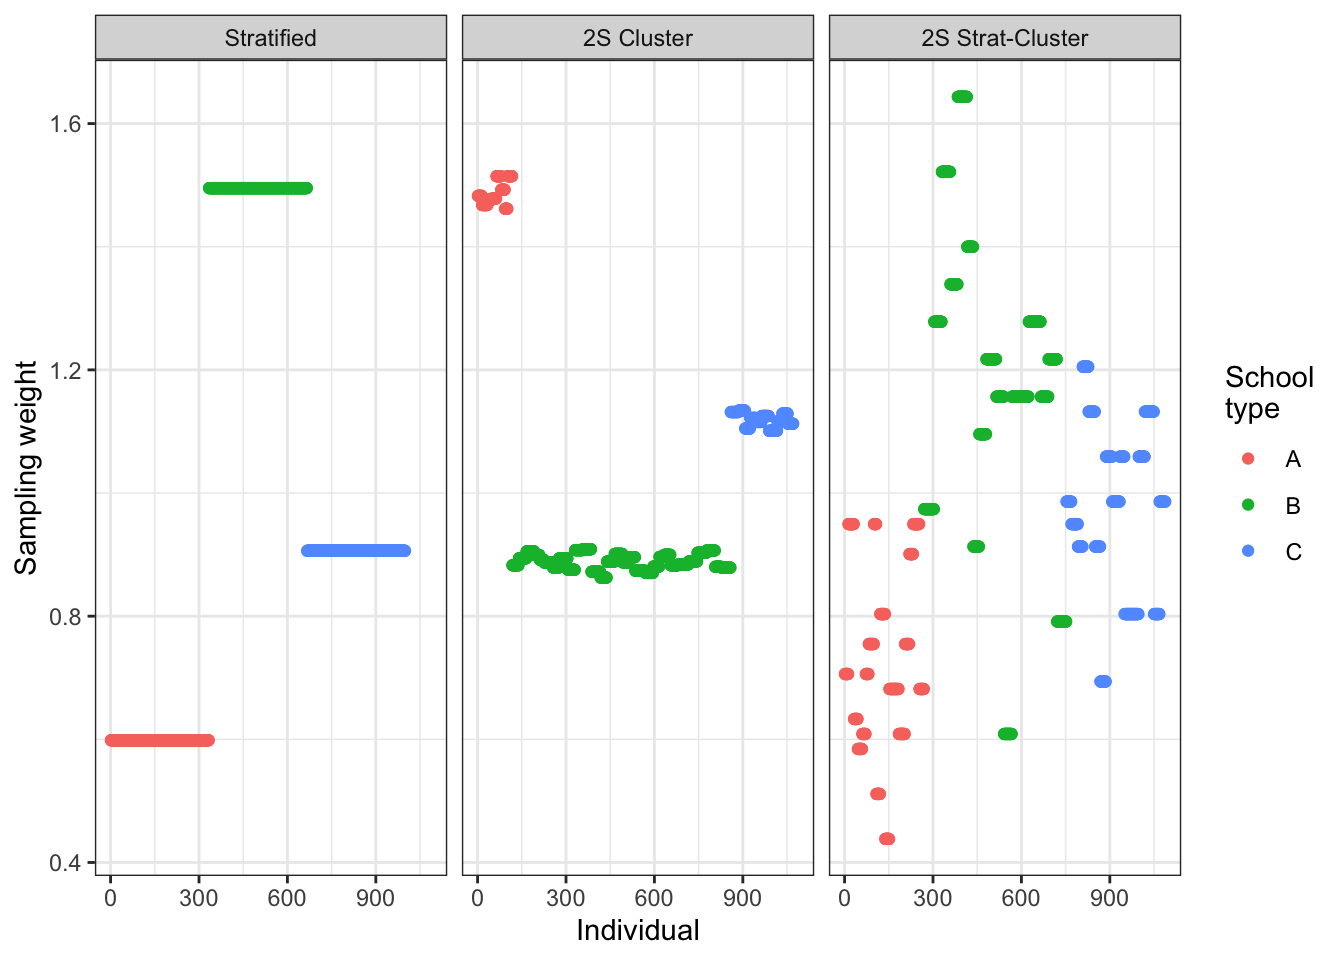 Stratified
2S Cluster
2S Strat-Cluster
Sampling weight
1.6
1.2
0.8
0.4
0 300 600 900
0 300 600 900
0 300 600 900
Individual
School
type
A
B
C